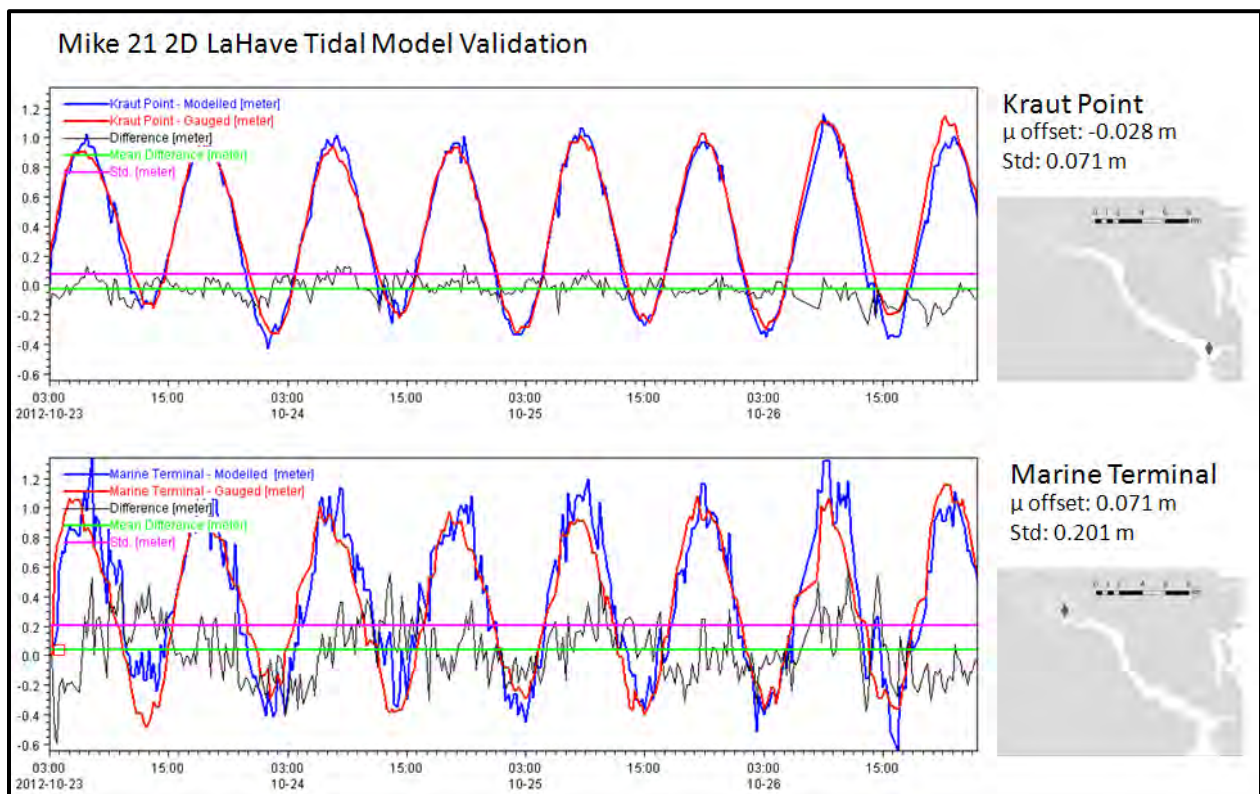 Mike 21 2D LaHave Tidal Model Validation
Kraut Point - Modelled [meter]
Kraut Point - Gauged [meter]
Difference [meter]
Mean Difference [meter]
Std. [meter]
1.2
1.0
0.8
0.6
0.4
0.2
0.0
-0.2
-0.4
-0.6
03:00 15:00 03:00 15:00 03:00 15:00 03:00 15:00
2012-10-23 10-24 10-25 10-26
Kraut Point
μ offset: -0.028 m
Std: 0.071 m
Marine Terminal - Modelled [meter]
Marine Terminal - Gauged [meter]
Difference [meter]
Mean Difference [meter]
Std. [meter]
1.2
1.0
0.8
0.6
0.4
0.2
0.0
-0.2
-0.4
-0.6
03:00 15:00 03:00 15:00 03:00 15:00 03:00 15:00
2012-10-23 10-24 10-25 10-26
Marine Terminal
μ offset: 0.071 m
Std: 0.201 m